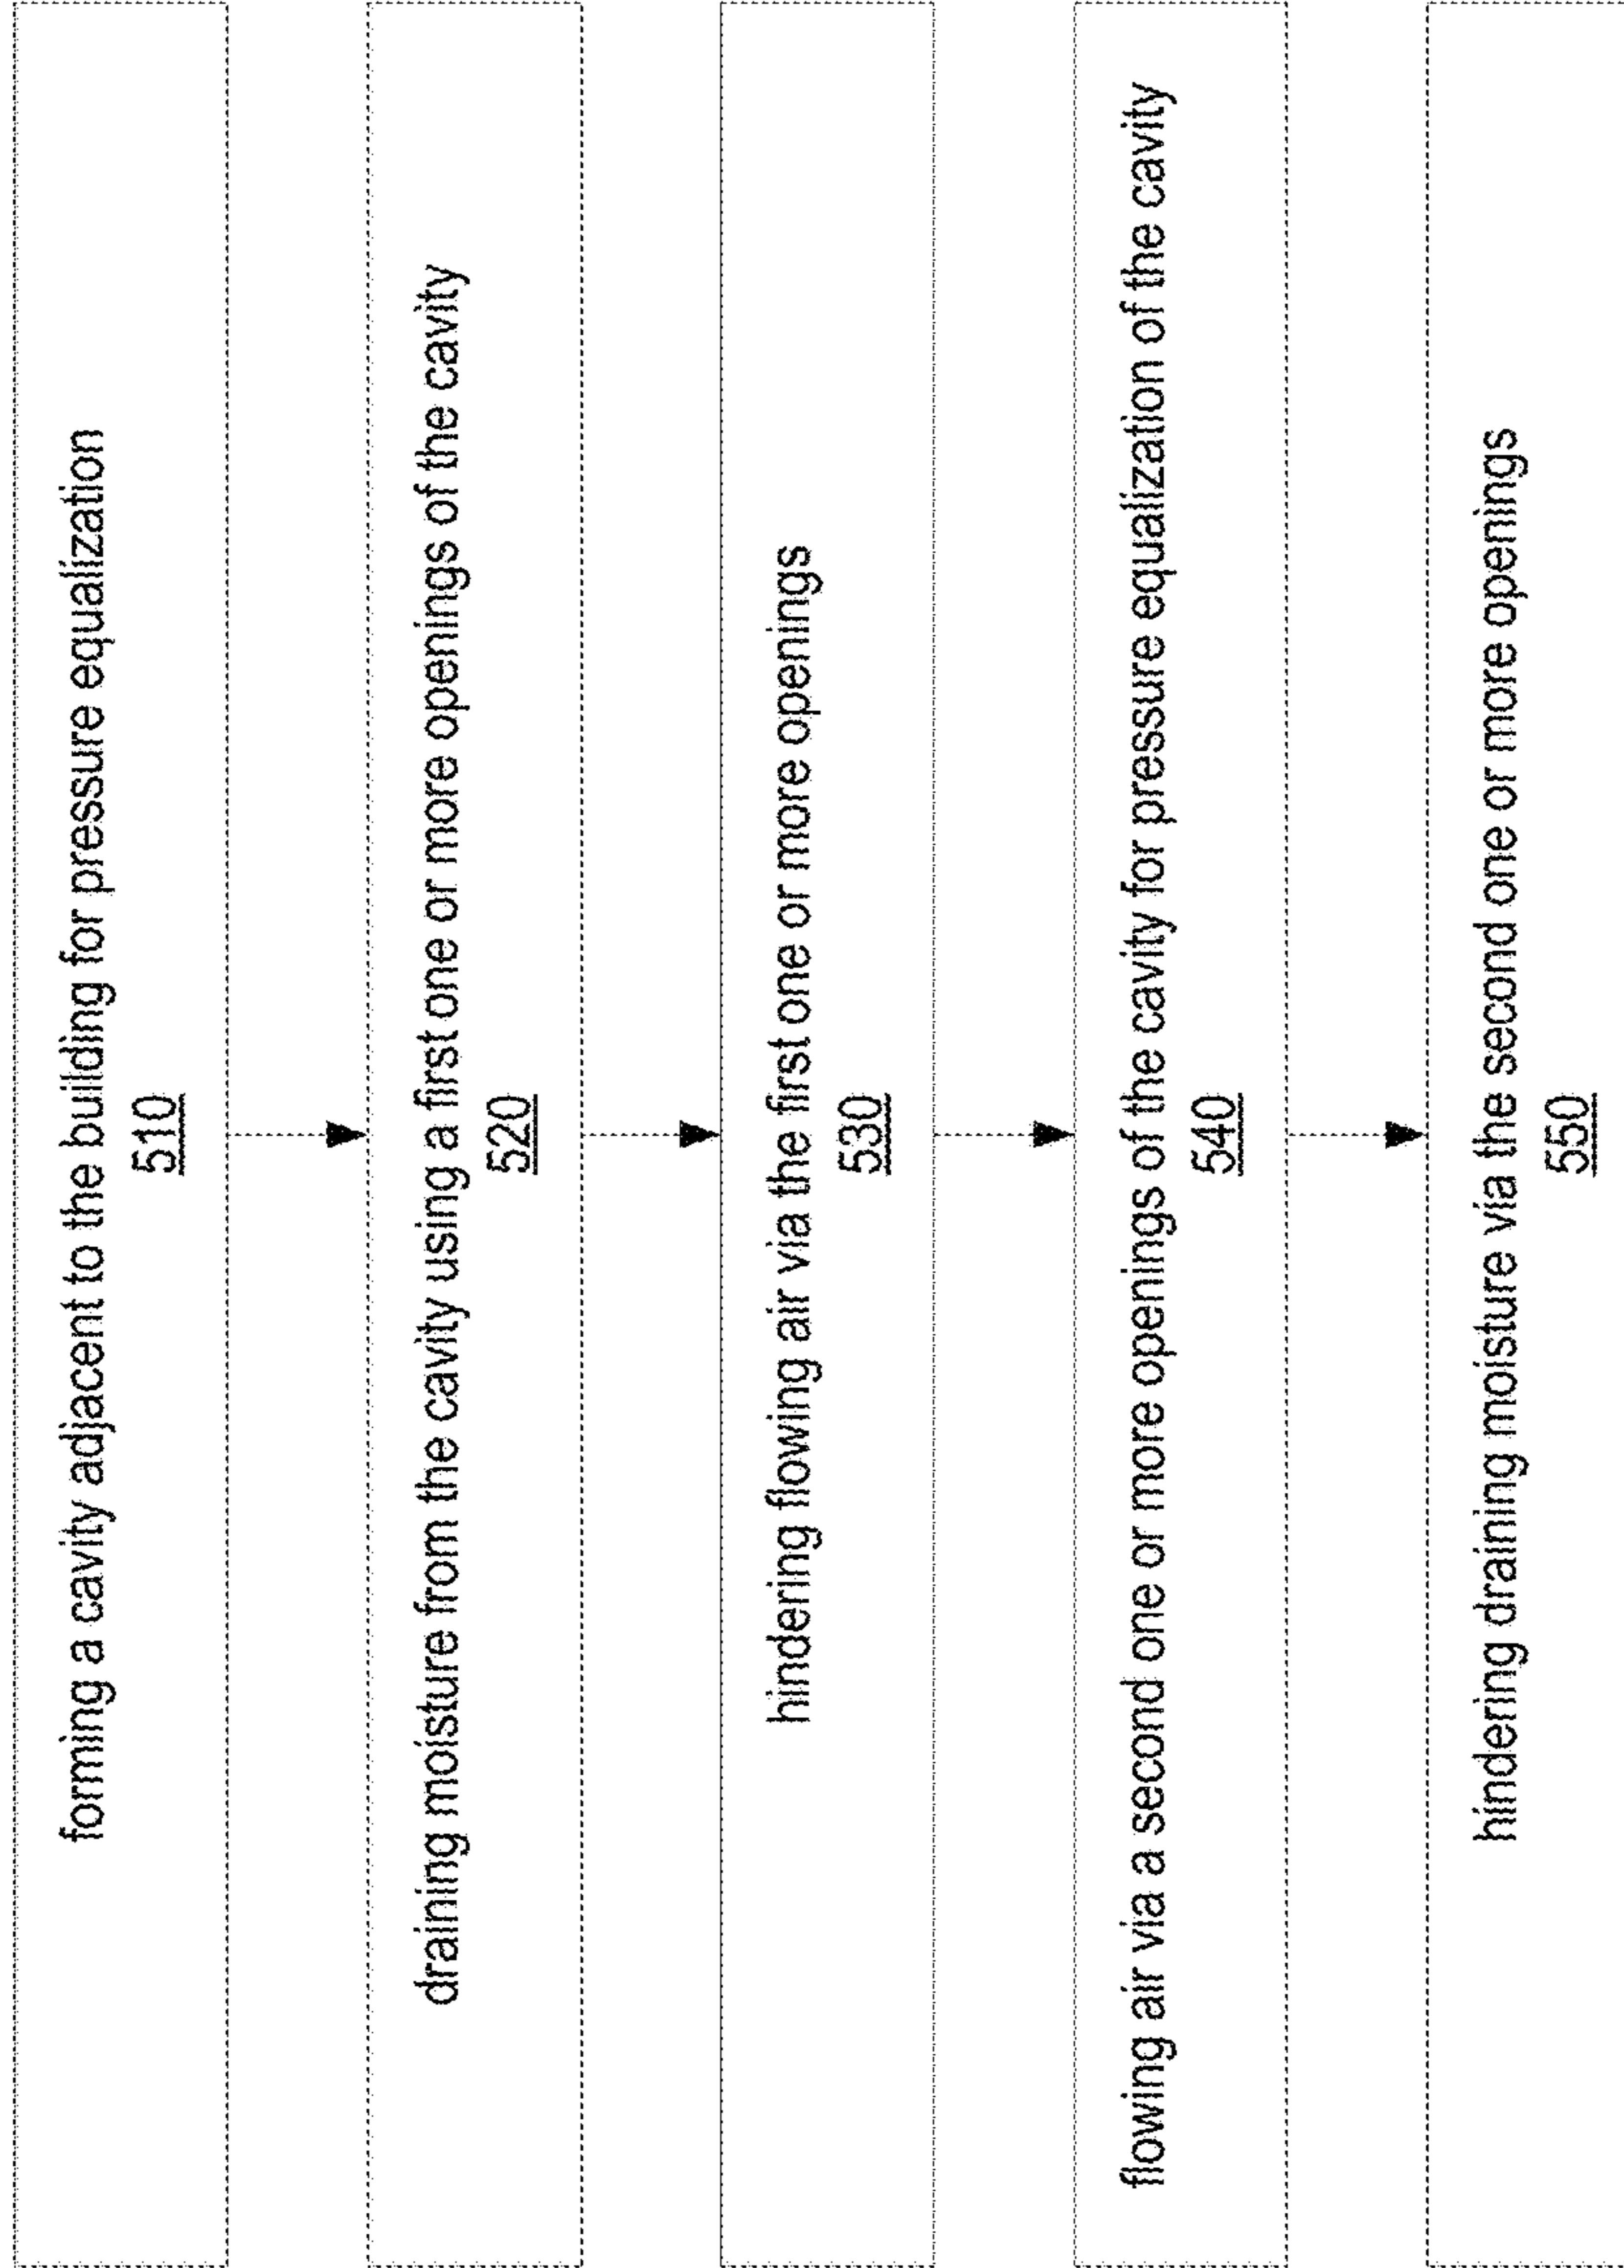 forming a cavity adjacent to the building for pressure equalization
510
draining moisture from the cavity using a first one or more openings of the cavity
520
hindering flowing air via the first one or more openings
530
flowing air via a second one or more openings of the cavity for pressure equalization of the cavity
540
hindering draining moisture via the second one or more openings
550